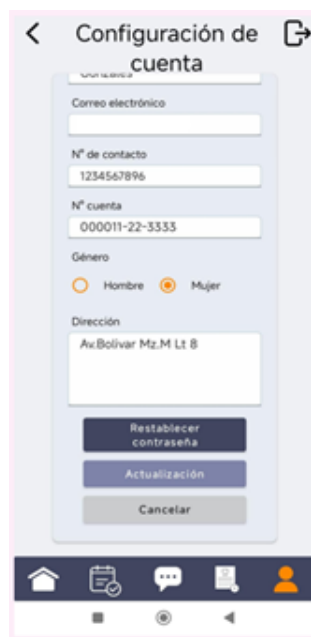 Configuración de
cuenta
Gonzales
Correo electrónico
N° de contacto
1234567896
N° cuenta
000011-22-3333
Género
Hombre Mujer
Dirección
Av.Bolivar Mz.M Lt 8
Restablecer
contraseña
Actualización
Cancelar